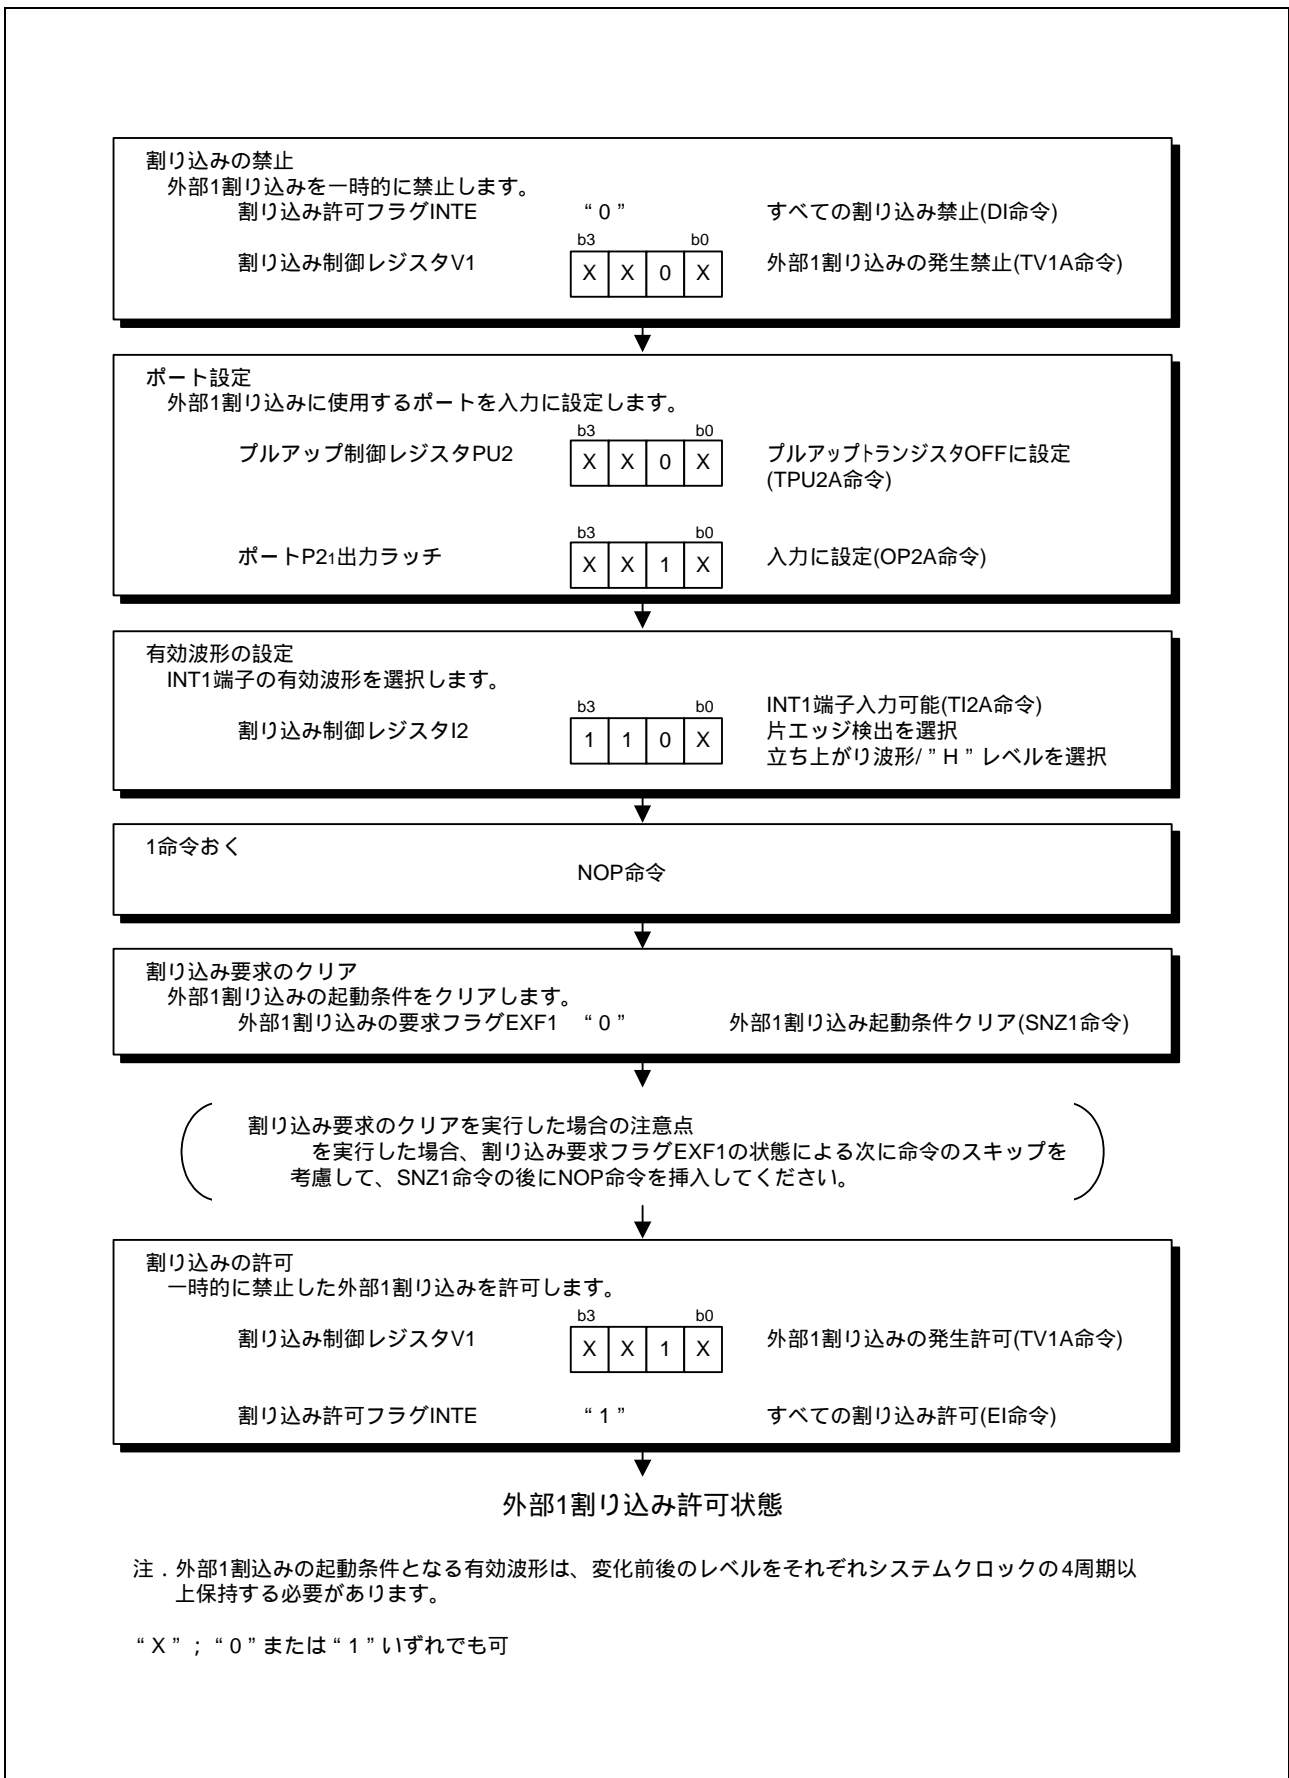 割り込みの禁止
外部1割り込みを一時的に禁止します。
割り込み許可フラグINTE “ 0 ” すべての割り込み禁止(DI命令)
b3 b0
割り込み制御レジスタV1 X X 0 X 外部1割り込みの発生禁止(TV1A命令)
ポート設定
外部1割り込みに使用するポートを入力に設定します。
b3 b0
プルアップ制御レジスタPU2 X X 0 X プルアップトランジスタOFFに設定
(TPU2A命令)
b3 b0
ポートP21出力ラッチ X X 1 X 入力に設定(OP2A命令)
有効波形の設定
INT1端子の有効波形を選択します。
b3 b0 INT1端子入力可能(TI2A命令)
割り込み制御レジスタI2 1 1 0 X 片エッジ検出を選択
立ち上がり波形/ ” H ” レベルを選択
1命令おく
NOP命令
割り込み要求のクリア
外部1割り込みの起動条件をクリアします。
外部1割り込みの要求フラグEXF1 “ 0 ” 外部1割り込み起動条件クリア(SNZ1命令)
割り込み要求のクリアを実行した場合の注意点
を実行した場合、割り込み要求フラグEXF1の状態による次に命令のスキップを
考慮して、SNZ1命令の後にNOP命令を挿入してください。
割り込みの許可
一時的に禁止した外部1割り込みを許可します。
b3 b0
割り込み制御レジスタV1 X X 1 X 外部1割り込みの発生許可(TV1A命令)
割り込み許可フラグINTE “ 1 ” すべての割り込み許可(EI命令)
外部1割り込み許可状態
注．外部1割込みの起動条件となる有効波形は、変化前後のレベルをそれぞれシステムクロックの4周期以
上保持する必要があります。
“ X ” ； “ 0 ” または “ 1 ” いずれでも可